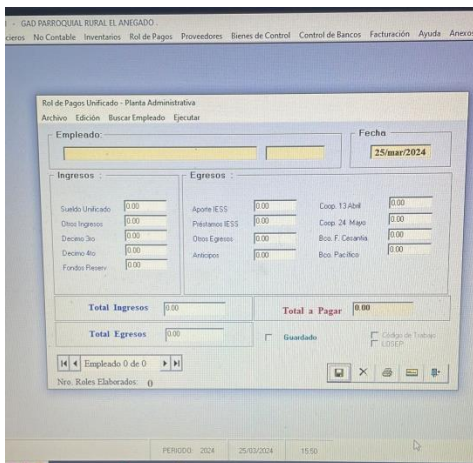 - GAD PARROQUIAL RURAL EL ANEGADO .
cieros No Contable Inventarios Rol de Pagos Proveedores Bienes de Control Control de Bancos Facturación Ayuda Anexos
Rol de Pagos Unificado - Planta Administrativa
Archivo Edición Buscar Empleado Ejecutar
Empleado:
Fecha
25/mar/2024
Ingresos :
Egresos :
Sueldo Unificado 0.00
Otros Ingresos 0.00
Decimo 3ro 0.00
Decimo 4to 0.00
Fondos Reserv 0.00
Aporte IESS 0.00
Préstamos IESS 0.00
Otros Egresos 0.00
Anticipos 0.00
Coop. 13 Abril 0.00
Coop. 24 Mayo 0.00
Bco. F. Cesantia 0.00
Bco. Pacifico 0.00
Total Ingresos 0.00
Total a Pagar 0.00
Total Egresos 0.00
Guardado
Código de Trabajo
LOSEP
Empleado 0 de 0
Nro. Roles Elaborados: 0
PERIODO: 2024 25/03/2024 15:50